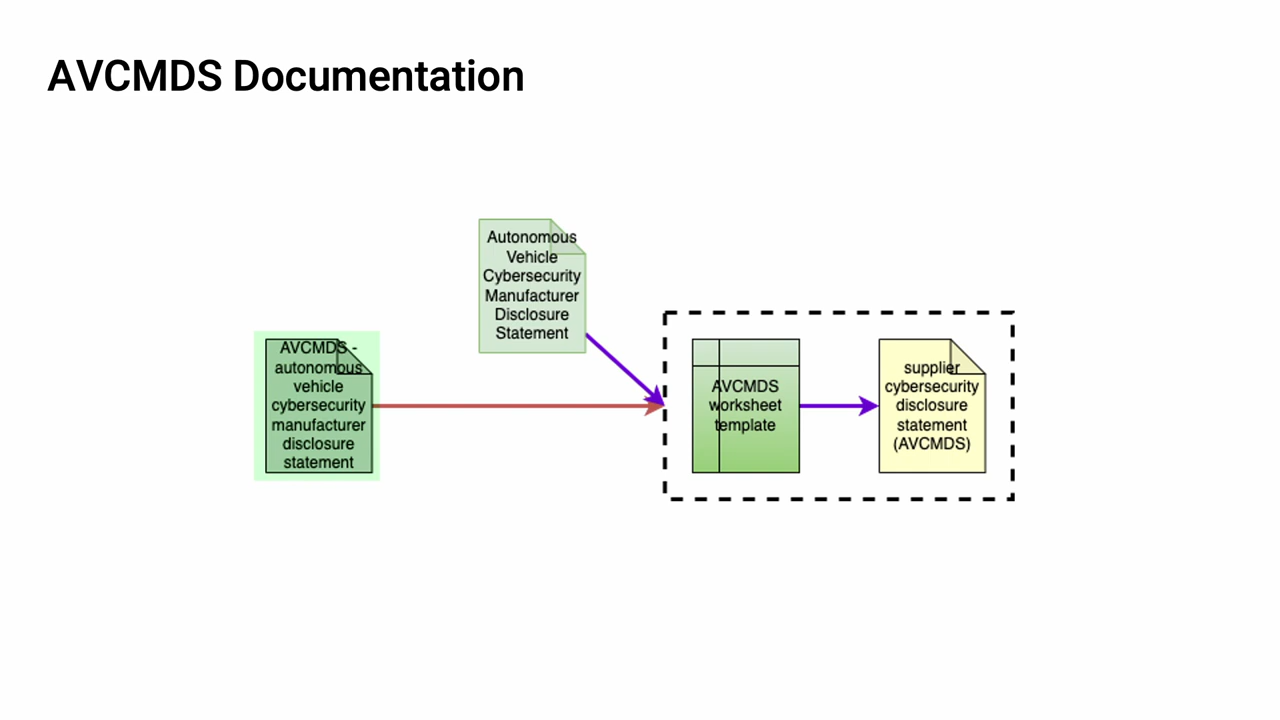 AVCMDS Documentation
Autonomous
Vehicle
Cybersecurity
Manufacturer
Disclosure
Statement
AVCMDS -
autonomous
vehicle
cybersecurity
manufacturer
disclosure
statement
AVCMDS
worksheet
template
supplier
cybersecurity
disclosure
statement
(AVCMDS)